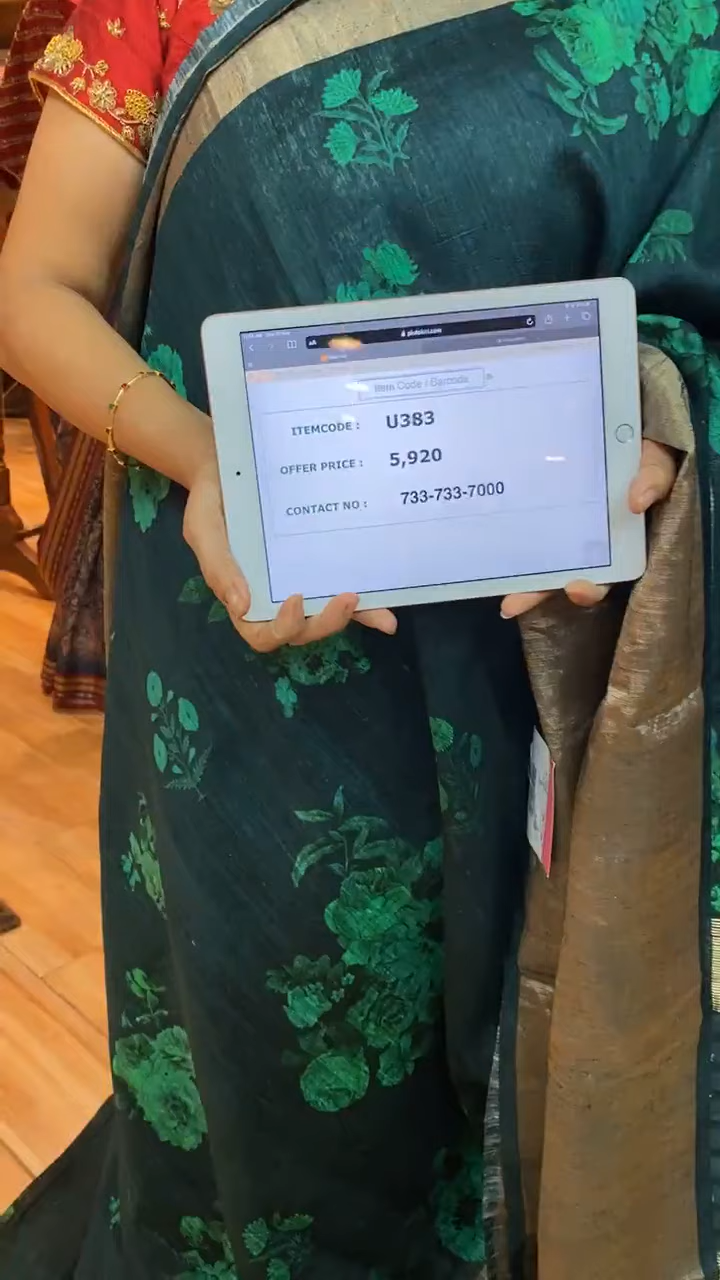 Item Code / Barcode
ITEMCODE : U383
OFFER PRICE : 5,920
CONTACT NO : 733-733-7000